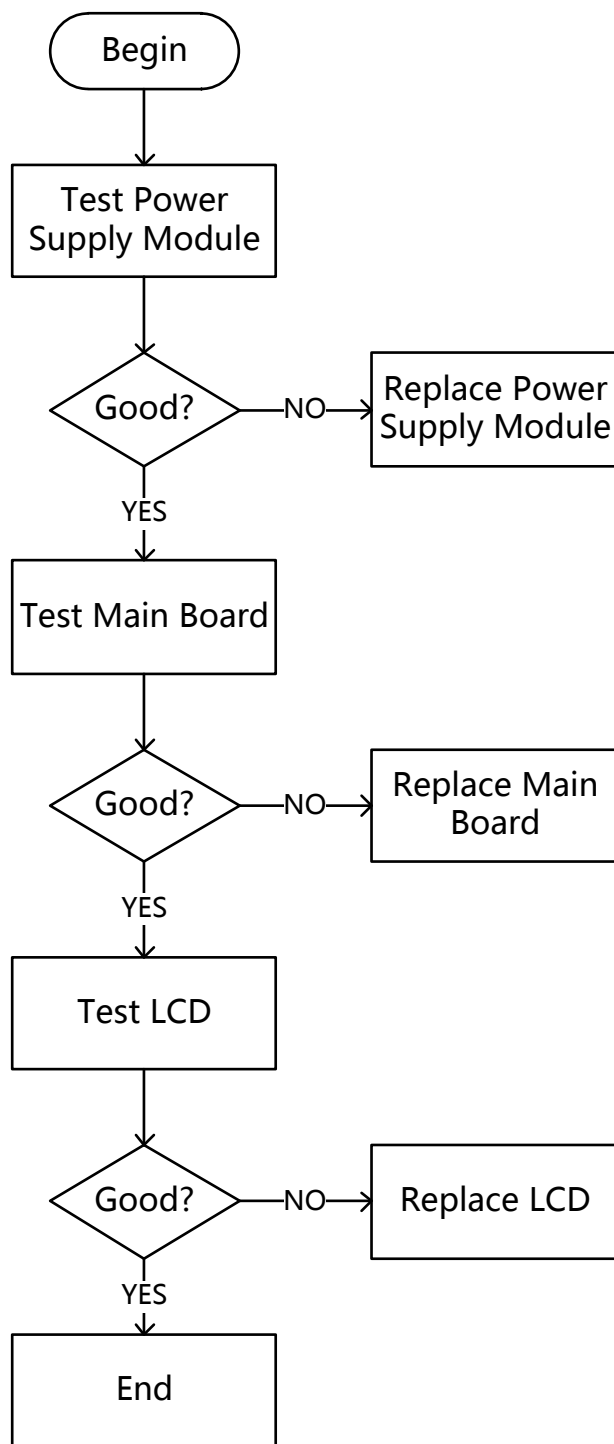 Begin
Test Power
Supply Module
Good?
NO
Replace Power
Supply Module
YES
Test Main Board
Good?
NO
Replace Main
Board
YES
Test LCD
Good?
NO
Replace LCD
YES
End